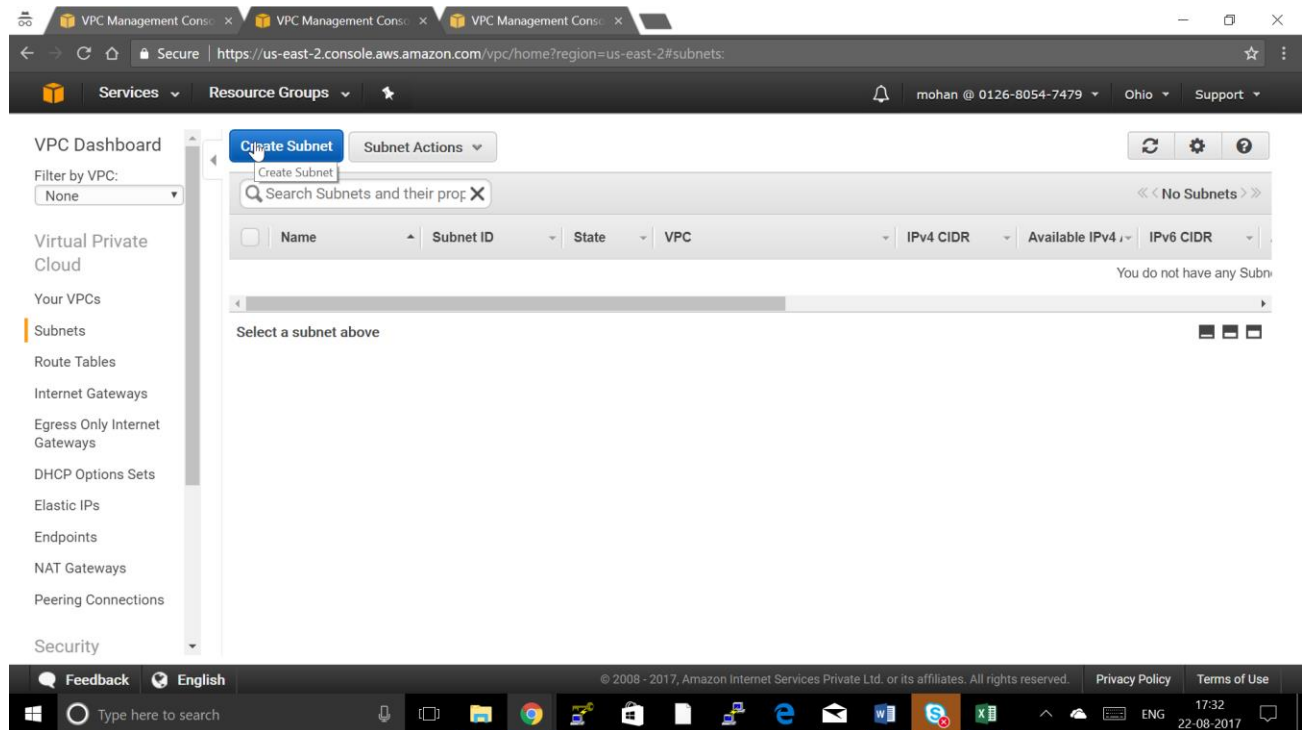 VPC Management Conso
VPC Management Conso
VPC Management Conso
Secure
https://us-east-2.console.aws.amazon.com/vpc/home?region=us-east-2#subnets:
Services
Resource Groups
mohan @ 0126-8054-7479
Ohio
Support
VPC Dashboard
Filter by VPC:
None
Virtual Private
Cloud
Your VPCs
Subnets
Route Tables
Internet Gateways
Egress Only Internet
Gateways
DHCP Options Sets
Elastic IPs
Endpoints
NAT Gateways
Peering Connections
Security
Create Subnet
Subnet Actions
Create Subnet
Search Subnets and their prop
No Subnets
Name
Subnet ID
State
VPC
IPv4 CIDR
Available IPv4
IPv6 CIDR
You do not have any Subn
Select a subnet above
Feedback
English
© 2008 - 2017, Amazon Internet Services Private Ltd. or its affiliates. All rights reserved.
Privacy Policy
Terms of Use
Type here to search
ENG
17:32
22-08-2017